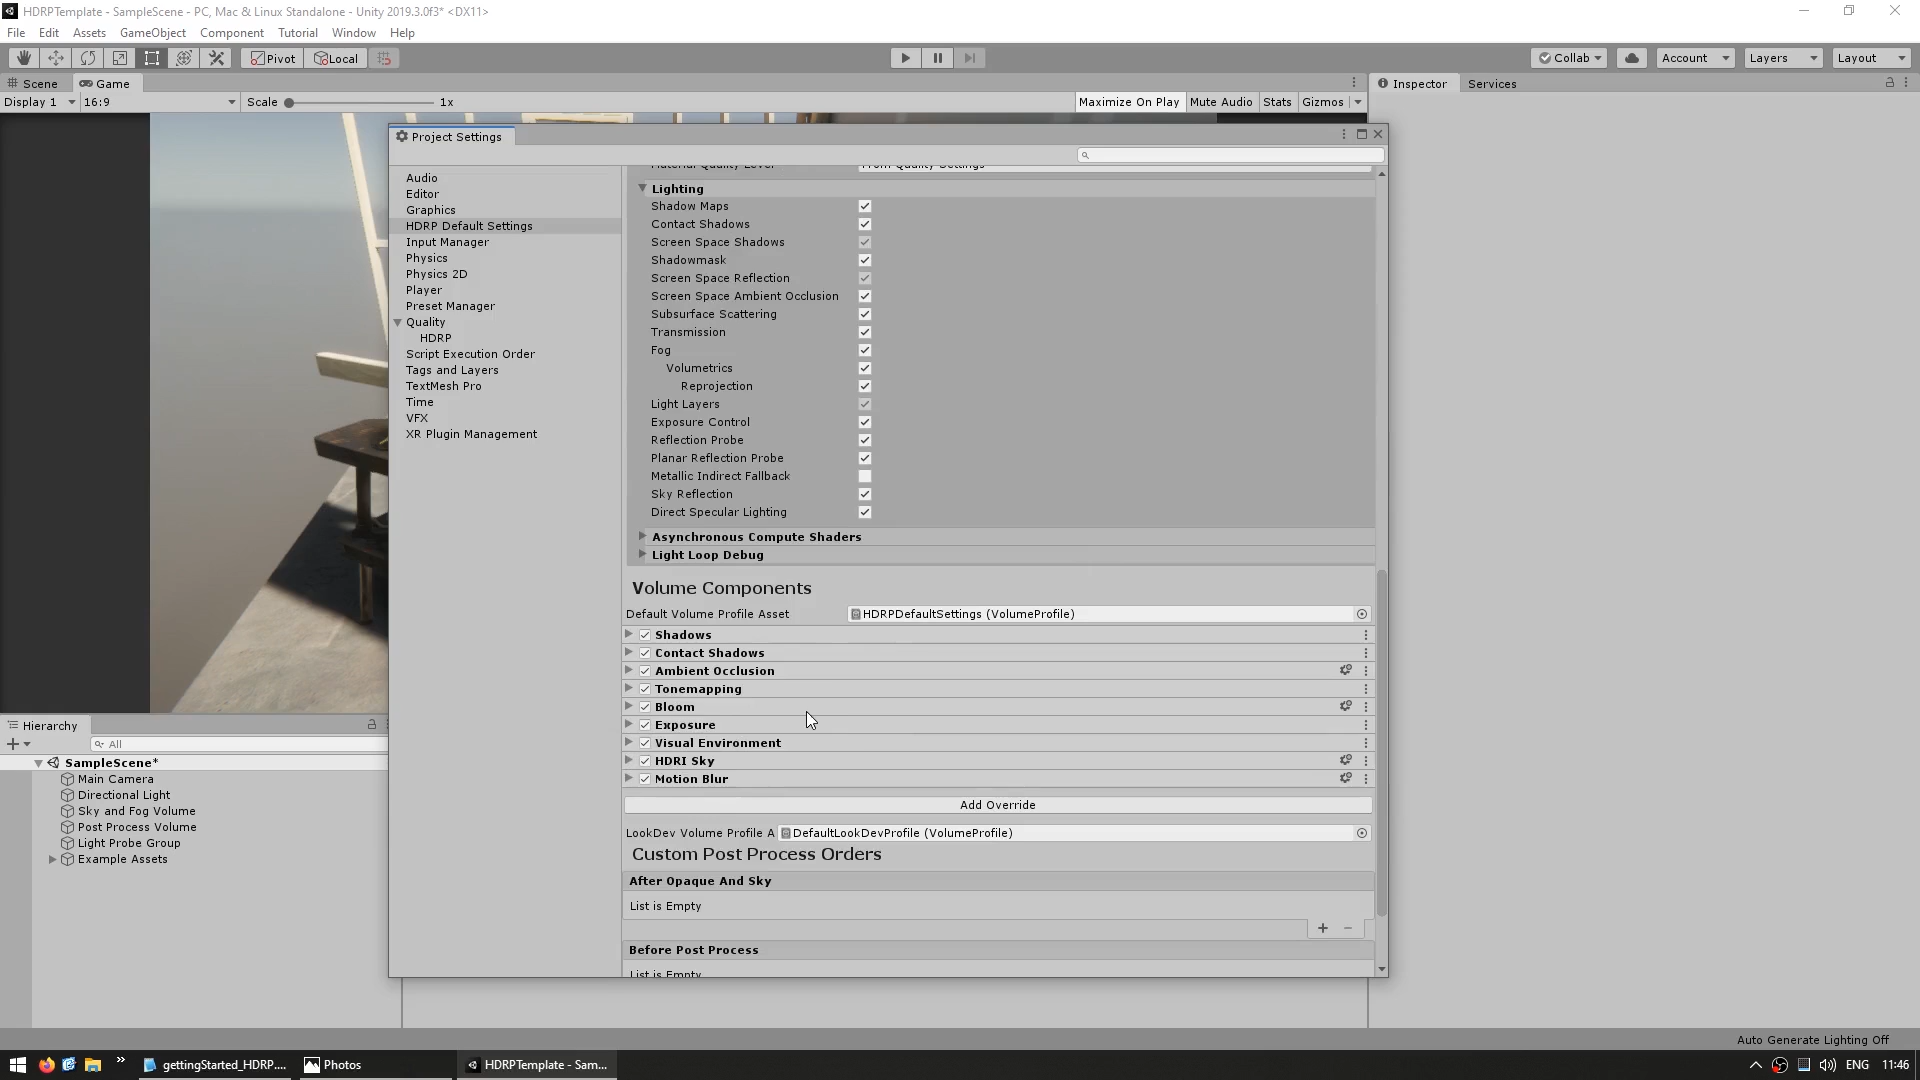 HDRPTemplate - SampleScene - PC, Mac & Linux Standalone - Unity 2019.3.0f3* <DX11>
File Edit Assets GameObject Component Tutorial Window Help
Pivot Local Collab Account Layers Layout
Scene Game Inspector Services
Display 1 16:9 Scale 1x Maximize On Play Mute Audio Stats Gizmos
Project Settings
Audio
Editor
Graphics
HDRP Default Settings
Input Manager
Physics
Physics 2D
Player
Preset Manager
Quality
HDRP
Script Execution Order
Tags and Layers
TextMesh Pro
Time
VFX
XR Plugin Management
Material Quality Level From Quality Settings
Lighting
Shadow Maps
Contact Shadows
Screen Space Shadows
Shadowmask
Screen Space Reflection
Screen Space Ambient Occlusion
Subsurface Scattering
Transmission
Fog
Volumetrics
Reprojection
Light Layers
Exposure Control
Reflection Probe
Planar Reflection Probe
Metallic Indirect Fallback
Sky Reflection
Direct Specular Lighting
Asynchronous Compute Shaders
Light Loop Debug
Volume Components
Default Volume Profile Asset HDRPDefaultSettings (VolumeProfile)
Shadows
Contact Shadows
Ambient Occlusion
Tonemapping
Bloom
Exposure
Visual Environment
HDRI Sky
Motion Blur
Add Override
LookDev Volume Profile A DefaultLookDevProfile (VolumeProfile)
Custom Post Process Orders
After Opaque And Sky
List is Empty
+ −
Before Post Process
List is Empty
Hierarchy
All
SampleScene*
Main Camera
Directional Light
Sky and Fog Volume
Post Process Volume
Light Probe Group
Example Assets
Auto Generate Lighting Off
gettingStarted_HDRP.... Photos HDRPTemplate - Sam... ENG 11:46